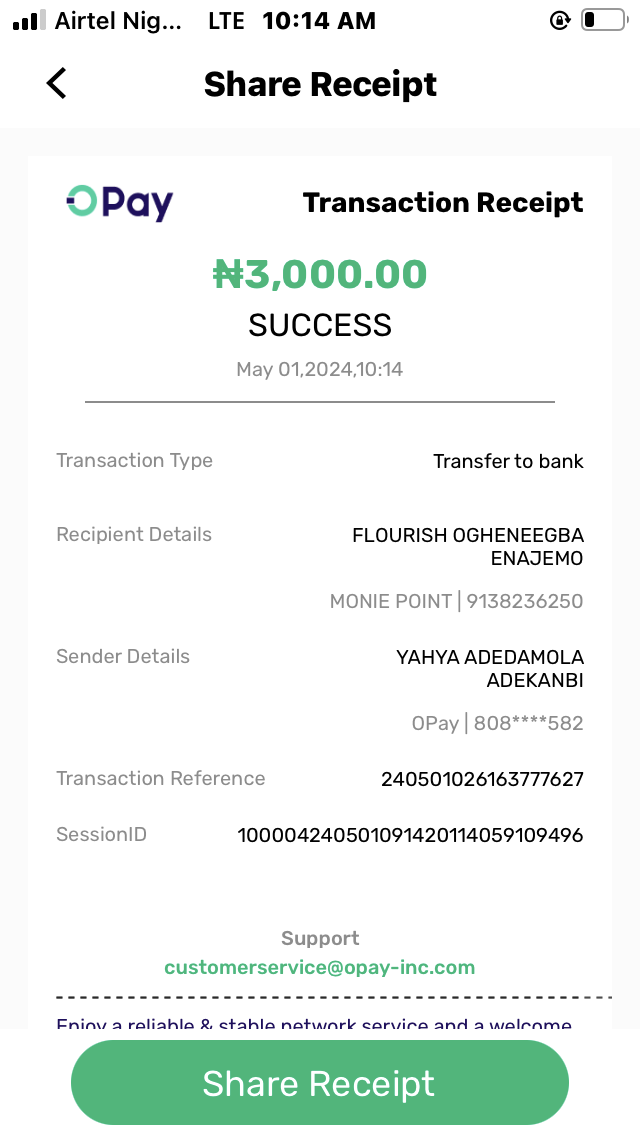 Airtel Nig... LTE 10:14 AM
Share Receipt
OPay Transaction Receipt
₦3,000.00
SUCCESS
May 01,2024,10:14
Transaction Type Transfer to bank
Recipient Details FLOURISH OGHENEEGBA
ENAJEMO
MONIE POINT | 9138236250
Sender Details YAHYA ADEDAMOLA
ADEKANBI
OPay | 808****582
Transaction Reference 240501026163777627
SessionID 100004240501091420114059109496
Support
customerservice@opay-inc.com
Enjoy a reliable & stable network service and a welcome
Share Receipt